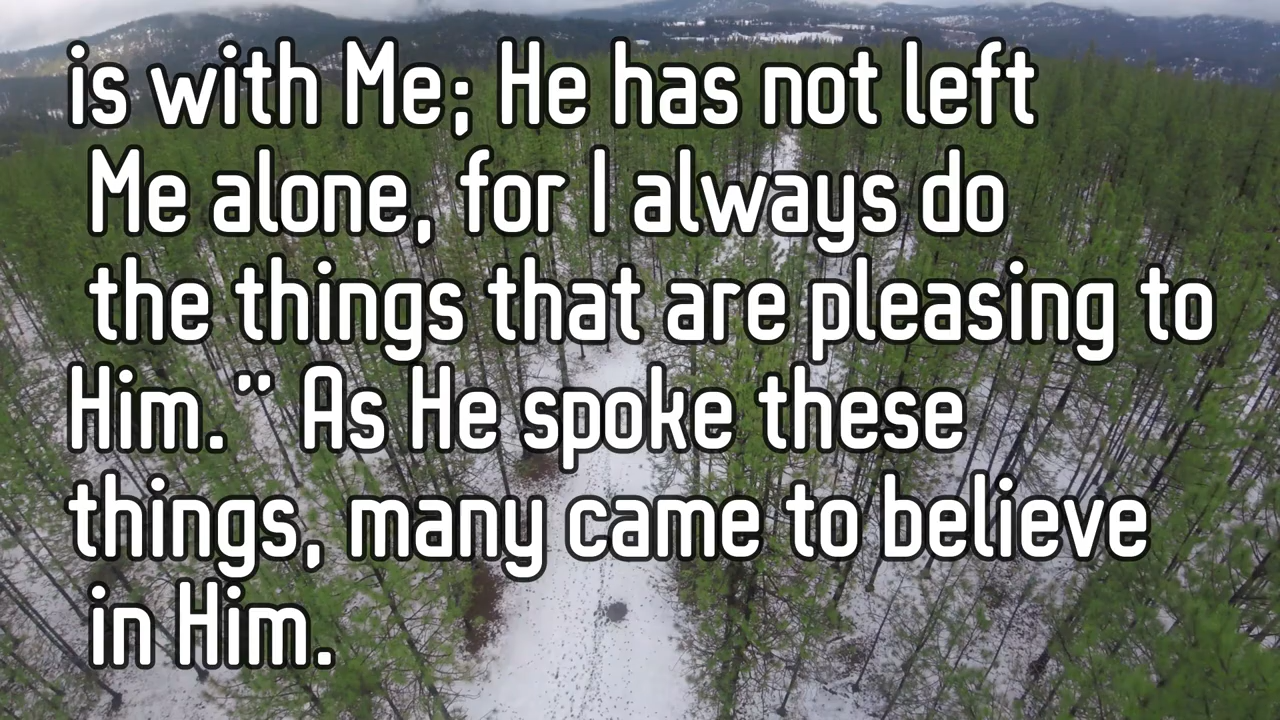 is with Me; He has not left
Me alone, for I always do
the things that are pleasing to
Him.” As He spoke these
things, many came to believe
in Him.